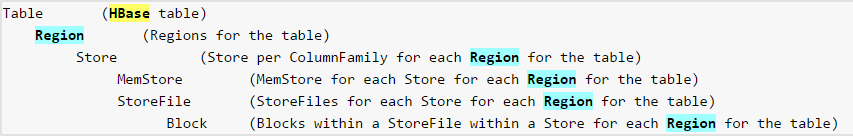 Table (HBase table)
Region (Regions for the table)
Store (Store per ColumnFamily for each Region for the table)
MemStore (MemStore for each Store for each Region for the table)
StoreFile (StoreFiles for each Store for each Region for the table)
Block (Blocks within a StoreFile within a Store for each Region for the table)